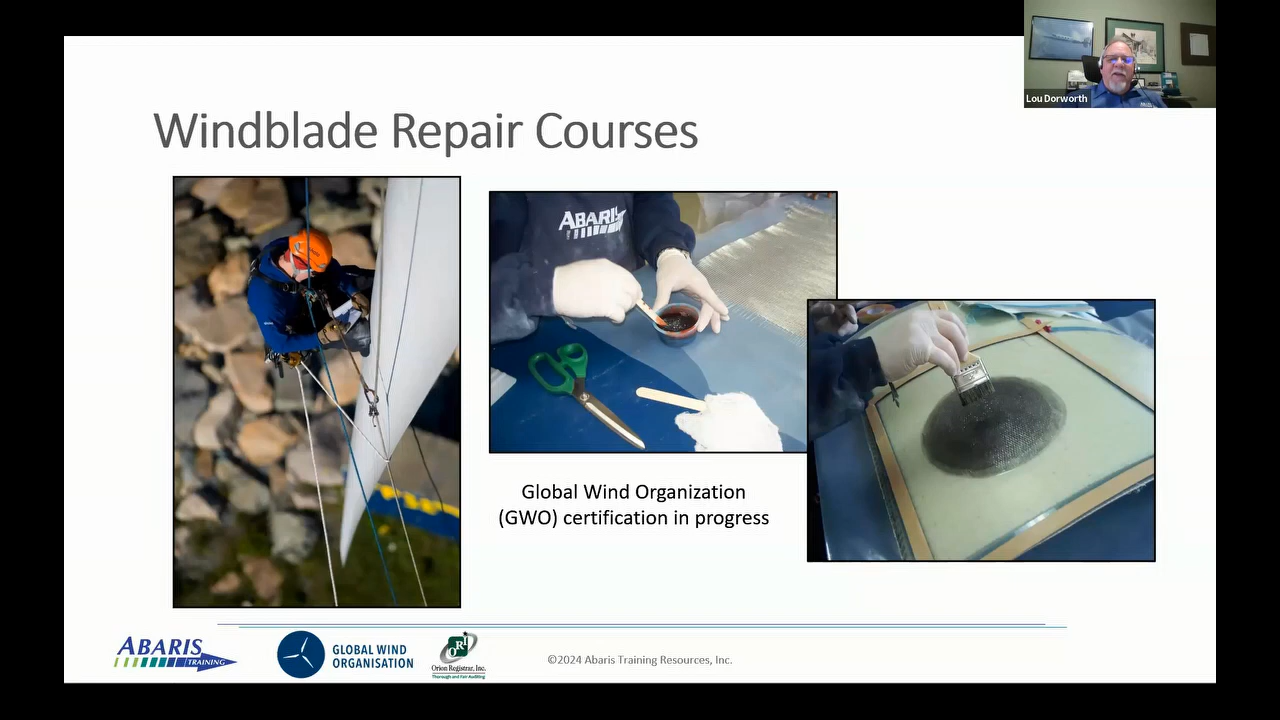 Lou Dorworth
Windblade Repair Courses
ABARIS
Global Wind Organization
(GWO) certification in progress
ABARIS
TRAINING
GLOBAL WIND
ORGANISATION
ORI
Orion Registrar, Inc.
Thorough and Fair Auditing
©2024 Abaris Training Resources, Inc.